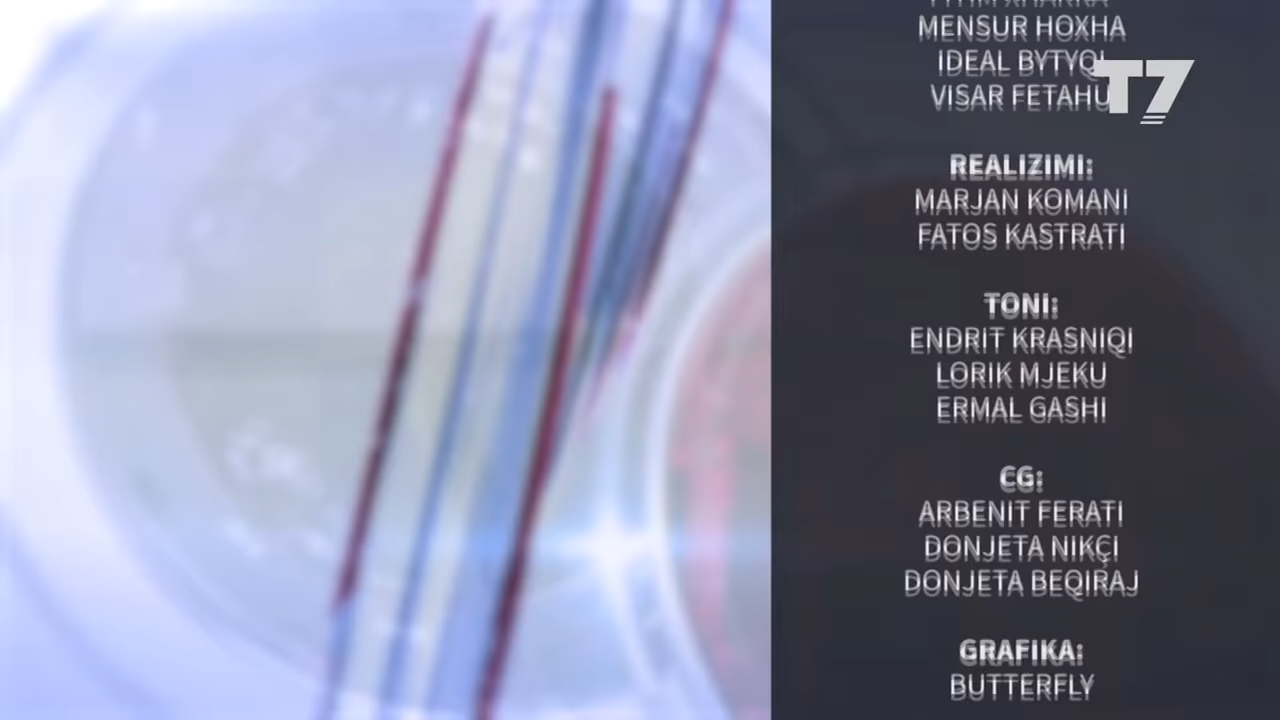 MENSUR HOXHA
IDEAL BYTYQI
VISAR FETAHU
T7
REALIZIMI:
MARJAN KOMANI
FATOS KASTRATI
TONI:
ENDRIT KRASNIQI
LORIK MJEKU
ERMAL GASHI
CG:
ARBENIT FERATI
DONJETA NIKÇI
DONJETA BEQIRAJ
GRAFIKA:
BUTTERFLY